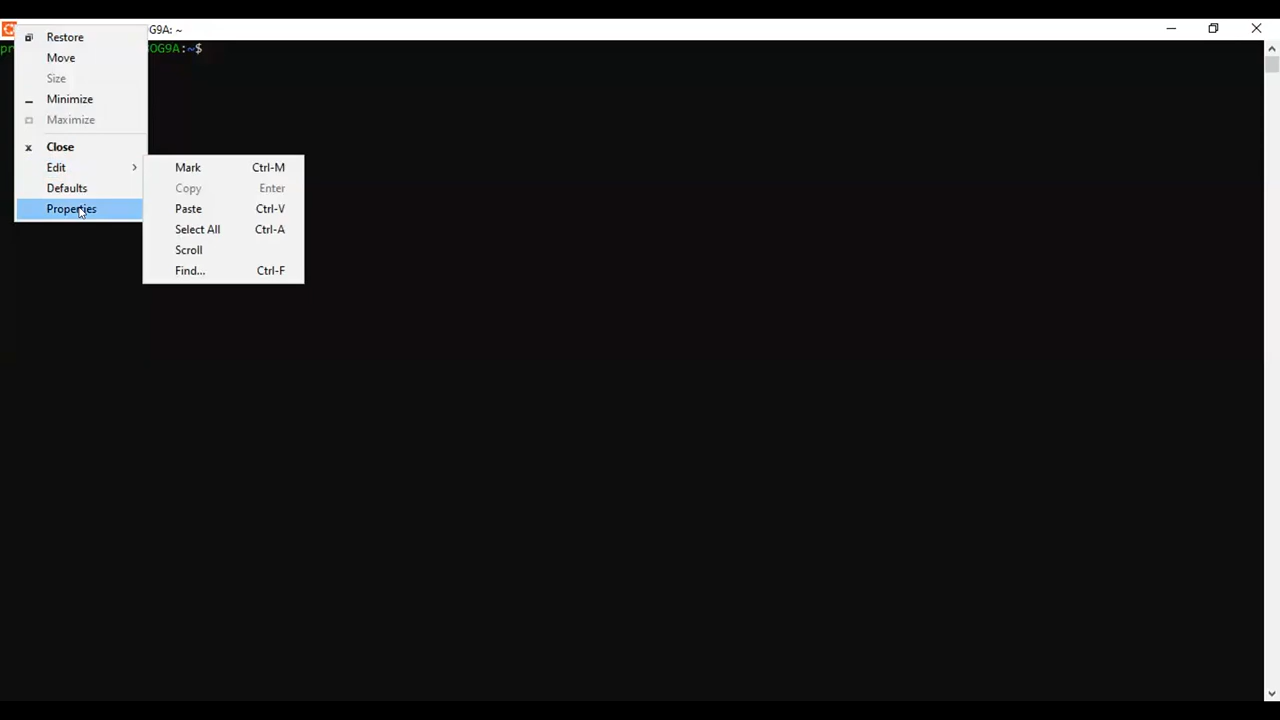 OG9A: ~
OG9A:~$
Restore
Move
Size
Minimize
Maximize
Close
Edit
Defaults
Properties
Mark Ctrl-M
Copy Enter
Paste Ctrl-V
Select All Ctrl-A
Scroll
Find... Ctrl-F